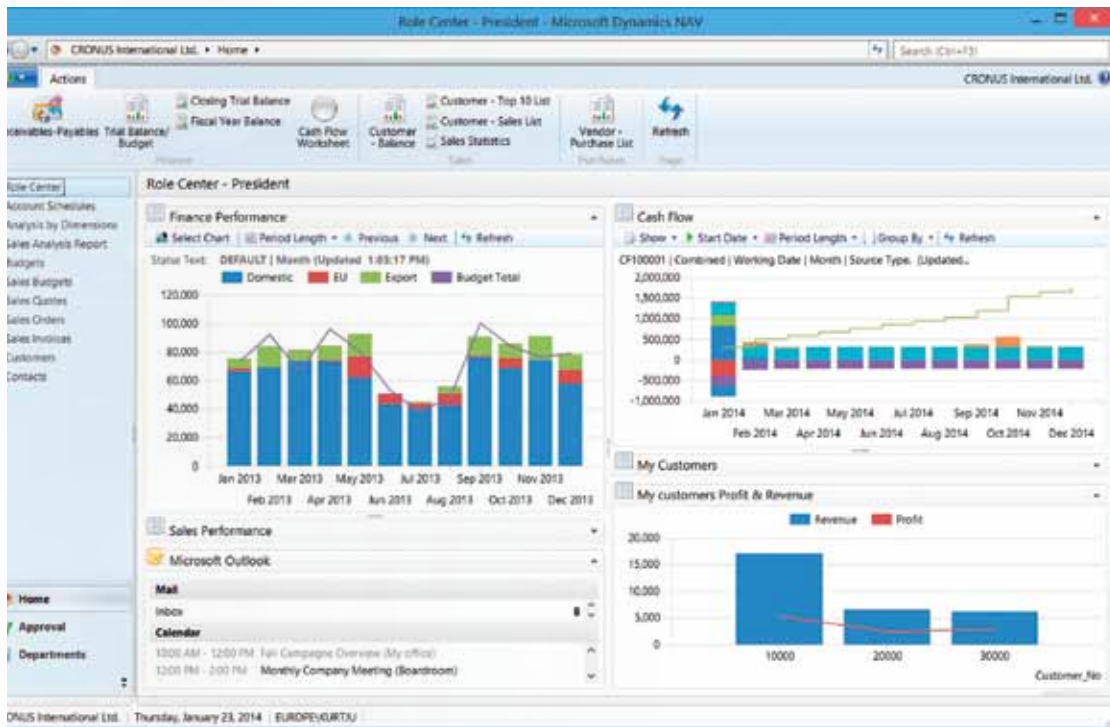 Role Center - President - Microsoft Dynamics NAV
CRONUS International Ltd. Home
Search (Ctrl+F3)
Actions
CRONUS International Ltd.
ceivables-Payables
Trial Balance/
Budget
Closing Trial Balance
Fiscal Year Balance
Cash Flow
Worksheet
Finance
Customer
- Balance
Customer - Top 10 List
Customer - Sales List
Sales Statistics
Sales
Vendor -
Purchase List
Purchases
Refresh
Page
Role Center
Account Schedules
Analysis by Dimensions
Sales Analysis Report
Budgets
Sales Budgets
Sales Quotes
Sales Orders
Sales Invoices
Customers
Contacts
Home
Approval
Departments
Role Center - President
Finance Performance
Select Chart Period Length Previous Next Refresh
Status Text: DEFAULT | Month (Updated 1:03:17 PM)
Domestic EU Export Budget Total
120,000
100,000
80,000
60,000
40,000
20,000
0
Jan 2013 Mar 2013 May 2013 Jul 2013 Sep 2013 Nov 2013
Feb 2013 Apr 2013 Jun 2013 Aug 2013 Oct 2013 Dec 2013
Sales Performance
Microsoft Outlook
Mail
Inbox 8
Calendar
10:00 AM - 12:00 PM Fall Campagne Overview (My office)
12:00 PM - 2:00 PM Monthly Company Meeting (Boardroom)
Cash Flow
Show Start Date Period Length Group By Refresh
CF100001 | Combined | Working Date | Month | Source Type. (Updated...
2,000,000
1,500,000
1,000,000
500,000
0
-500,000
-1,000,000
Jan 2014 Mar 2014 May 2014 Jul 2014 Sep 2014 Nov 2014
Feb 2014 Apr 2014 Jun 2014 Aug 2014 Oct 2014 Dec 2014
My Customers
My customers Profit & Revenue
Revenue Profit
20,000
15,000
10,000
5,000
0
10000 20000 30000
Customer_No
ONUS International Ltd. Thursday, January 23, 2014 EUROPE\KURTJU